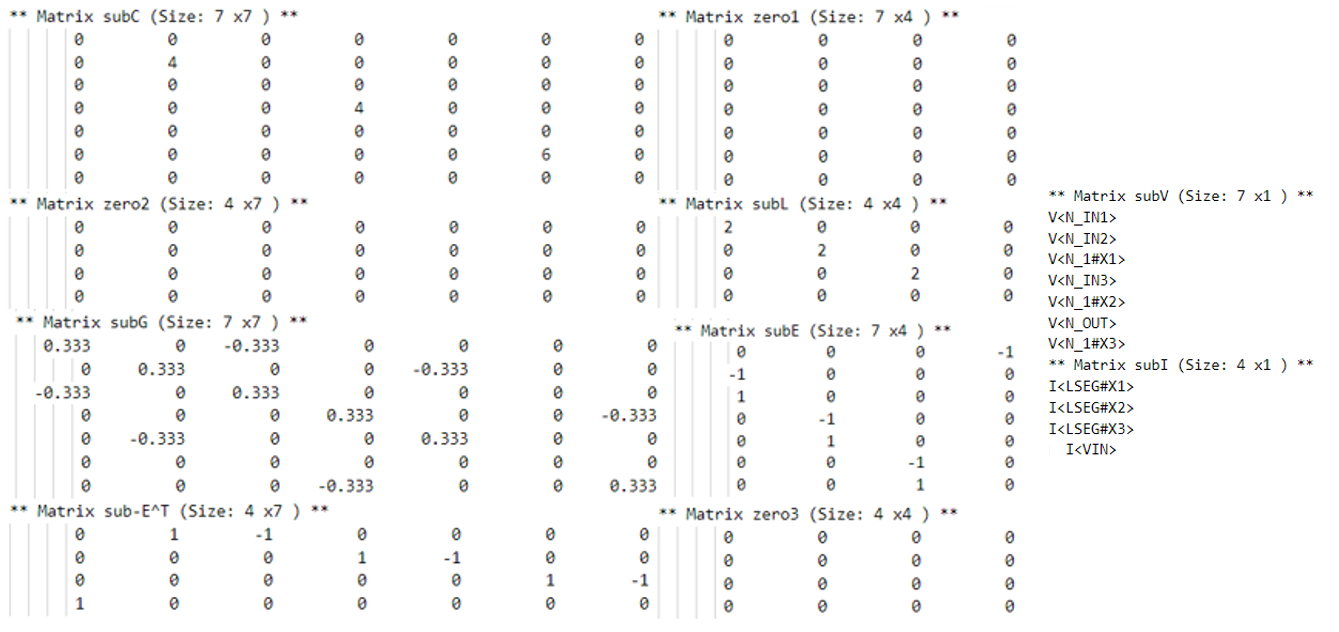 ** Matrix subC (Size: 7 x7 ) **
0 0 0 0 0 0 0
0 4 0 0 0 0 0
0 0 0 0 0 0 0
0 0 0 4 0 0 0
0 0 0 0 0 0 0
0 0 0 0 0 6 0
0 0 0 0 0 0 0
** Matrix zero1 (Size: 7 x4 ) **
0 0 0 0
0 0 0 0
0 0 0 0
0 0 0 0
0 0 0 0
0 0 0 0
0 0 0 0
** Matrix zero2 (Size: 4 x7 ) **
0 0 0 0 0 0 0
0 0 0 0 0 0 0
0 0 0 0 0 0 0
0 0 0 0 0 0 0
** Matrix subL (Size: 4 x4 ) **
2 0 0 0
0 2 0 0
0 0 2 0
0 0 0 0
** Matrix subG (Size: 7 x7 ) **
0.333 0 -0.333 0 0 0 0
0 0.333 0 0 -0.333 0 0
-0.333 0 0.333 0 0 0 0
0 0 0 0.333 0 0 -0.333
0 -0.333 0 0 0.333 0 0
0 0 0 0 0 0 0
0 0 0 -0.333 0 0 0.333
** Matrix subE (Size: 7 x4 ) **
0 0 0 -1
-1 0 0 0
1 0 0 0
0 -1 0 0
0 1 0 0
0 0 -1 0
0 0 1 0
** Matrix sub-E^T (Size: 4 x7 ) **
0 1 -1 0 0 0 0
0 0 0 1 -1 0 0
0 0 0 0 0 1 -1
1 0 0 0 0 0 0
** Matrix zero3 (Size: 4 x4 ) **
0 0 0 0
0 0 0 0
0 0 0 0
0 0 0 0
** Matrix subV (Size: 7 x1 ) **
V<N_IN1>
V<N_IN2>
V<N_1#X1>
V<N_IN3>
V<N_1#X2>
V<N_OUT>
V<N_1#X3>
** Matrix subI (Size: 4 x1 ) **
I<LSEG#X1>
I<LSEG#X2>
I<LSEG#X3>
I<VIN>